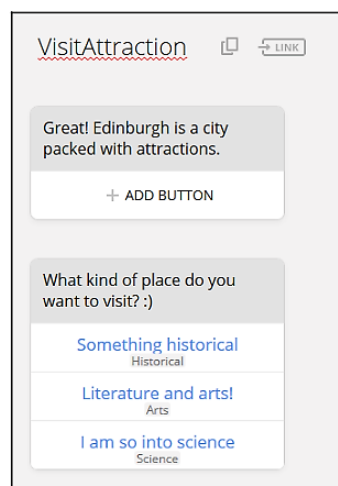 VisitAttraction
LINK
Great! Edinburgh is a city
packed with attractions.
+ ADD BUTTON
What kind of place do you
want to visit? :)
Something historical
Historical
Literature and arts!
Arts
I am so into science
Science